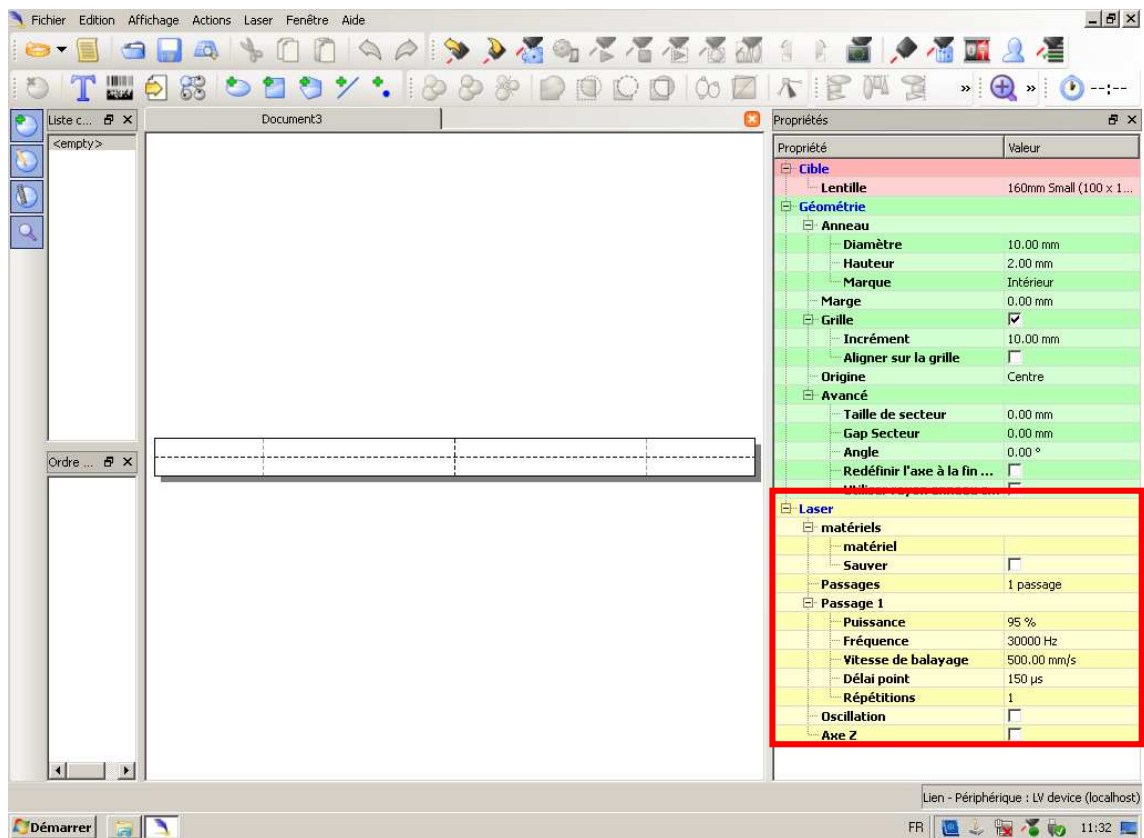 Fichier Edition Affichage Actions Laser Fenêtre Aide
--:--
Liste c...
Document3
Propriétés
<empty>
Propriété Valeur
Cible
Lentille 160mm Small (100 x 1...
Géométrie
Anneau
Diamètre 10.00 mm
Hauteur 2.00 mm
Marque Intérieur
Marge 0.00 mm
Grille
Incrément 10.00 mm
Aligner sur la grille
Origine Centre
Avancé
Taille de secteur 0.00 mm
Gap Secteur 0.00 mm
Angle 0.00 °
Redéfinir l'axe à la fin ...
Ordre ...
Laser
matériels
matériel
Sauver
Passages 1 passage
Passage 1
Puissance 95 %
Fréquence 30000 Hz
Vitesse de balayage 500.00 mm/s
Délai point 150 µs
Répétitions 1
Oscillation
Axe Z
Lien - Périphérique : LV device (localhost)
Démarrer FR 11:32